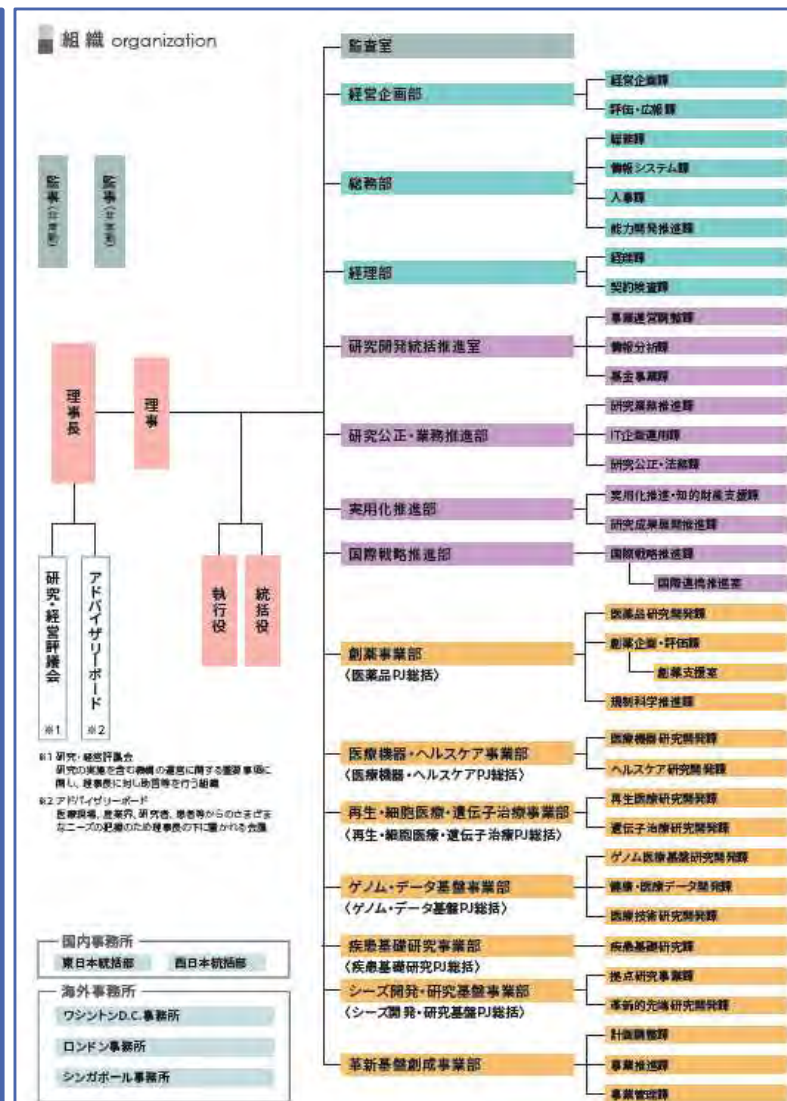 組織 organization
監査室
経営企画部
経営企画課
評価・広報課
総務部
総務課
情報システム課
人事課
能力開発推進課
経理部
経理課
契約検査課
監事(非常勤)
監事(非常勤)
理事長
理事
研究・経営評議会
※1
アドバイザリーボード
※2
執行役
統括役
研究開発統括推進室
事業運営調整課
情報分析課
基金事業課
研究公正・業務推進部
研究業務推進課
IT企画運用課
研究公正・法務課
実用化推進部
実用化推進・知的財産支援課
研究成果展開推進課
国際戦略推進部
国際戦略推進課
国際連携推進室
創薬事業部
〈医薬品PJ総括〉
医薬品研究開発課
創薬企画・評価課
創薬支援室
規制科学推進課
医療機器・ヘルスケア事業部
〈医療機器・ヘルスケアPJ総括〉
医療機器研究開発課
ヘルスケア研究開発課
再生・細胞医療・遺伝子治療事業部
〈再生・細胞医療・遺伝子治療PJ総括〉
再生医療研究開発課
遺伝子治療研究開発課
ゲノム・データ基盤事業部
〈ゲノム・データ基盤PJ総括〉
ゲノム医療基盤研究開発課
健康・医療データ開発課
医療技術研究開発課
疾患基礎研究事業部
〈疾患基礎研究PJ総括〉
疾患基礎研究課
シーズ開発・研究基盤事業部
〈シーズ開発・研究基盤PJ総括〉
拠点研究事業課
革新的先端研究開発課
革新基盤創成事業部
計画調整課
事業推進課
事業管理課
※1 研究・経営評議会
研究の実施を含む機構の運営に関する重要事項に
関し、理事長に対し助言等を行う組織
※2 アドバイザリーボード
医療現場、産業界、研究者、患者等からのさまざま
なニーズの把握のため理事長の下に置かれる会議
国内事務所
東日本統括部 西日本統括部
海外事務所
ワシントンD.C.事務所
ロンドン事務所
シンガポール事務所